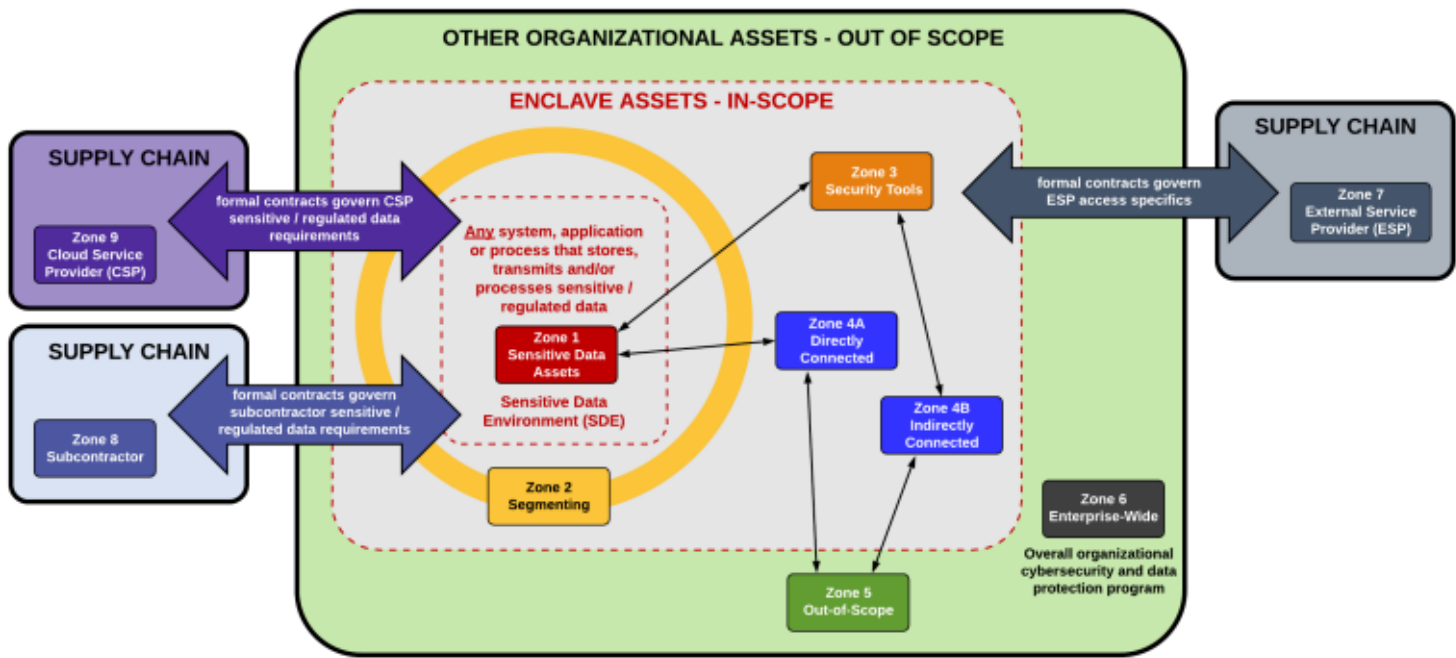 OTHER ORGANIZATIONAL ASSETS - OUT OF SCOPE
ENCLAVE ASSETS - IN-SCOPE
SUPPLY CHAIN
Zone 9
Cloud Service
Provider (CSP)
formal contracts govern CSP
sensitive / regulated data
requirements
SUPPLY CHAIN
Zone 8
Subcontractor
formal contracts govern
subcontractor sensitive /
regulated data requirements
Any system, application
or process that stores,
transmits and/or
processes sensitive /
regulated data
Zone 1
Sensitive Data
Assets
Sensitive Data
Environment (SDE)
Zone 2
Segmenting
Zone 3
Security Tools
Zone 4A
Directly
Connected
Zone 4B
Indirectly
Connected
Zone 5
Out-of-Scope
Zone 6
Enterprise-Wide
Overall organizational
cybersecurity and data
protection program
formal contracts govern
ESP access specifics
SUPPLY CHAIN
Zone 7
External Service
Provider (ESP)